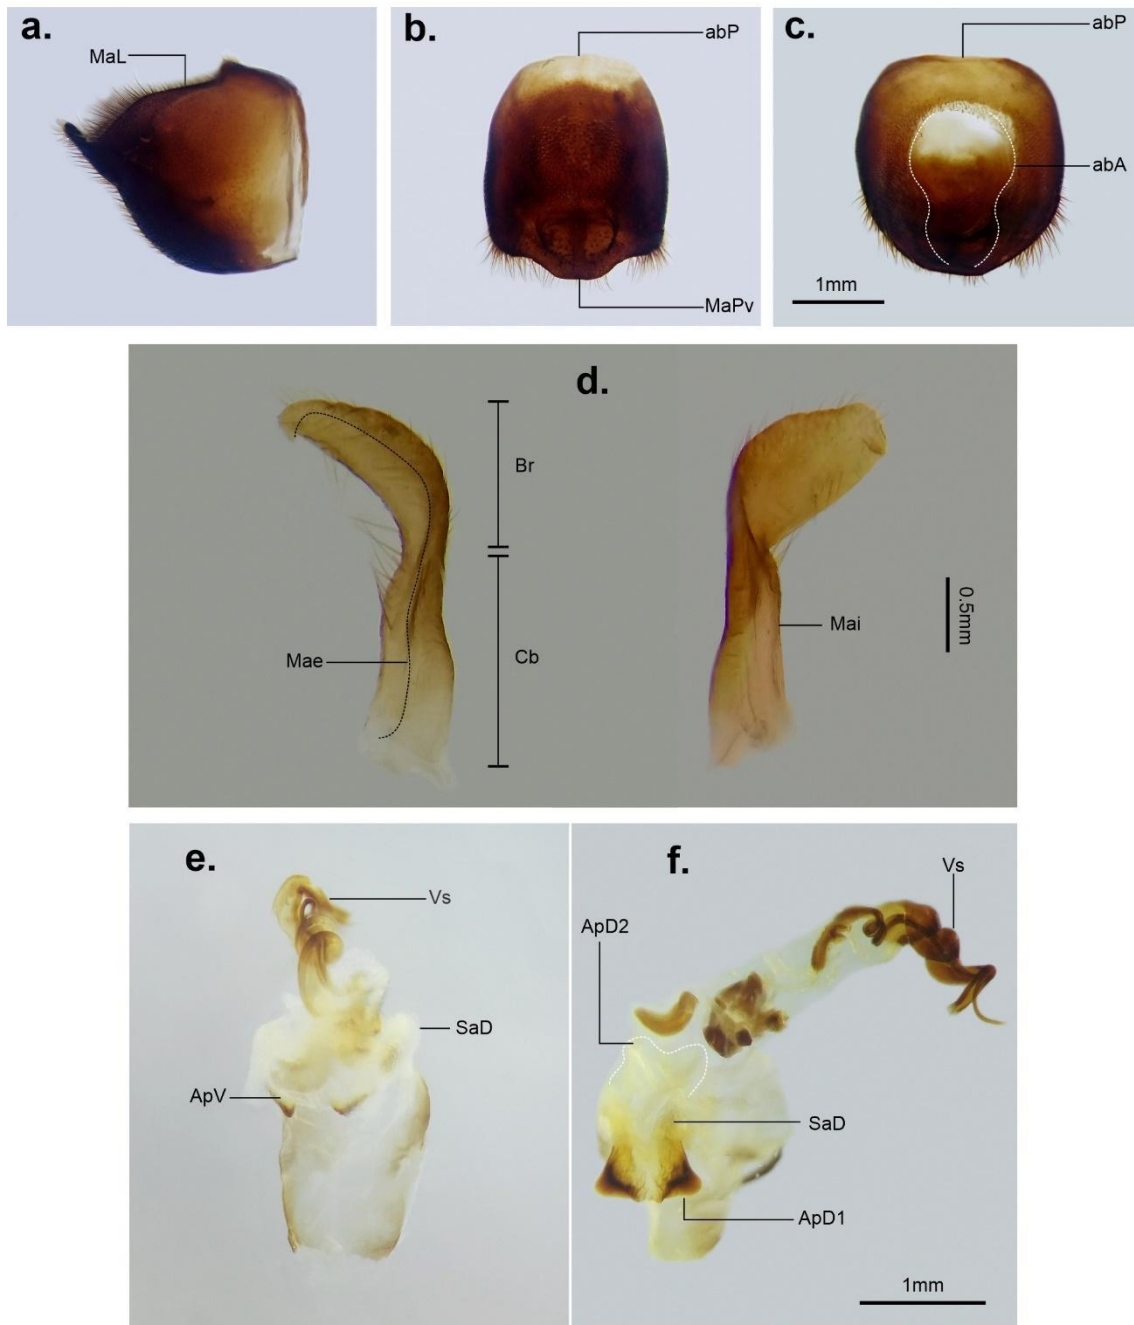 a.
MaL
b.
abP
MaPv
c.
abP
abA
1mm
d.
Br
Cb
Mae
Mai
0.5mm
e.
Vs
SaD
ApV
f.
Vs
ApD2
SaD
ApD1
1mm